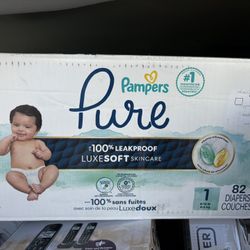 Pampers
#1
Pure
100% LEAKPROOF
LUXESOFT SKINCARE
100% sans fuites
avec soin de la peau Luxedoux
1
82
DIAPERS
COUCHES